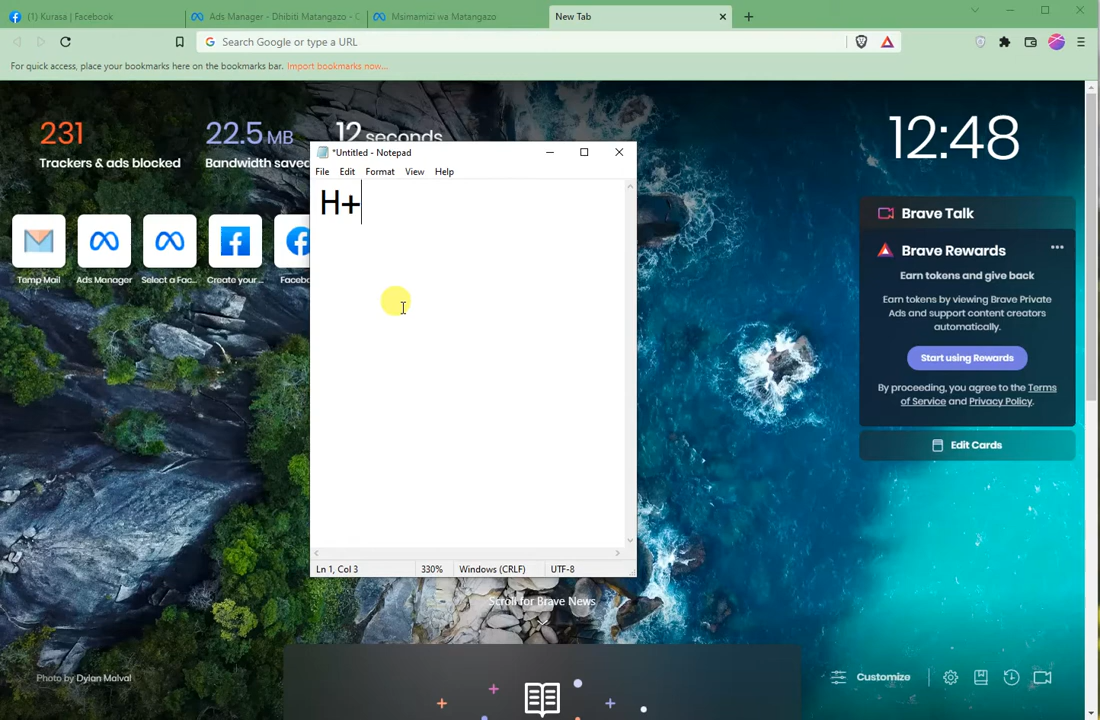 (1) Kurasa | Facebook
Ads Manager - Dhibiti Matangazo - C
Msimamizi wa Matangazo
New Tab
Search Google or type a URL
For quick access, place your bookmarks here on the bookmarks bar. Import bookmarks now...
231
Trackers & ads blocked
22.5 MB
Bandwidth saved
12 seconds
12:48
*Untitled - Notepad
File Edit Format View Help
H+
Ln 1, Col 3
330%
Windows (CRLF)
UTF-8
Temp Mail
Ads Manager
Select a Fac...
Create your ...
Facebo
Brave Talk
Brave Rewards
Earn tokens and give back
Earn tokens by viewing Brave Private
Ads and support content creators
automatically.
Start using Rewards
By proceeding, you agree to the Terms
of Service and Privacy Policy.
Edit Cards
Scroll for Brave News
Photo by Dylan Malval
Customize